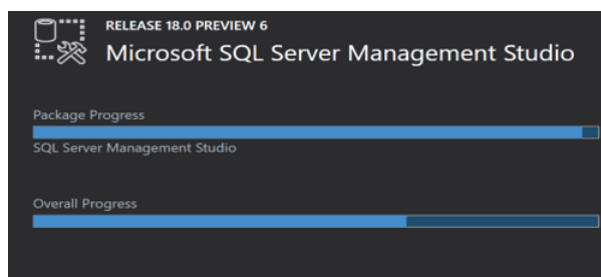 RELEASE 18.0 PREVIEW 6
Microsoft SQL Server Management Studio
Package Progress
SQL Server Management Studio
Overall Progress